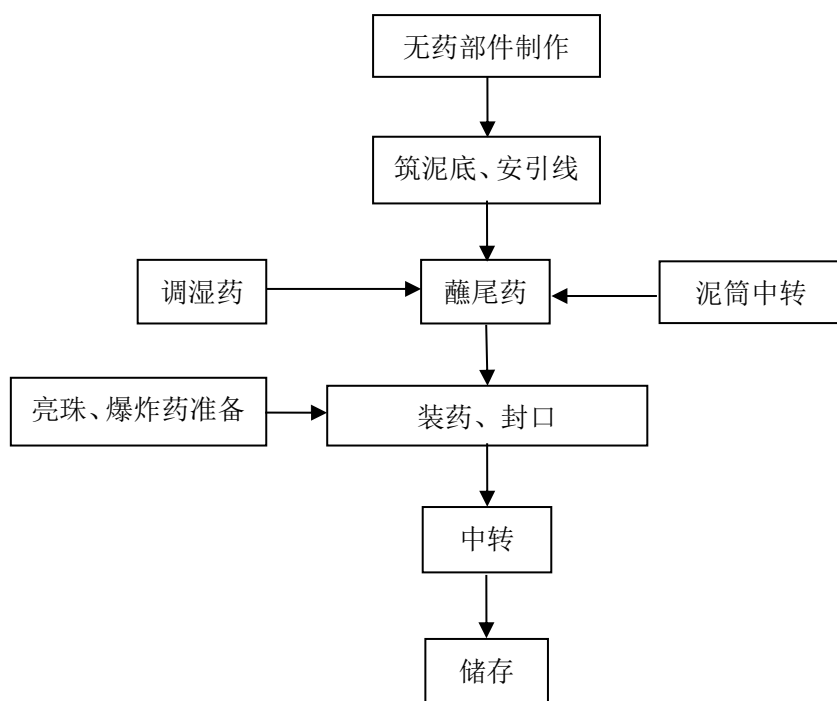 无药部件制作
筑泥底、安引线
调湿药
蘸尾药
泥筒中转
亮珠、爆炸药准备
装药、封口
中转
储存